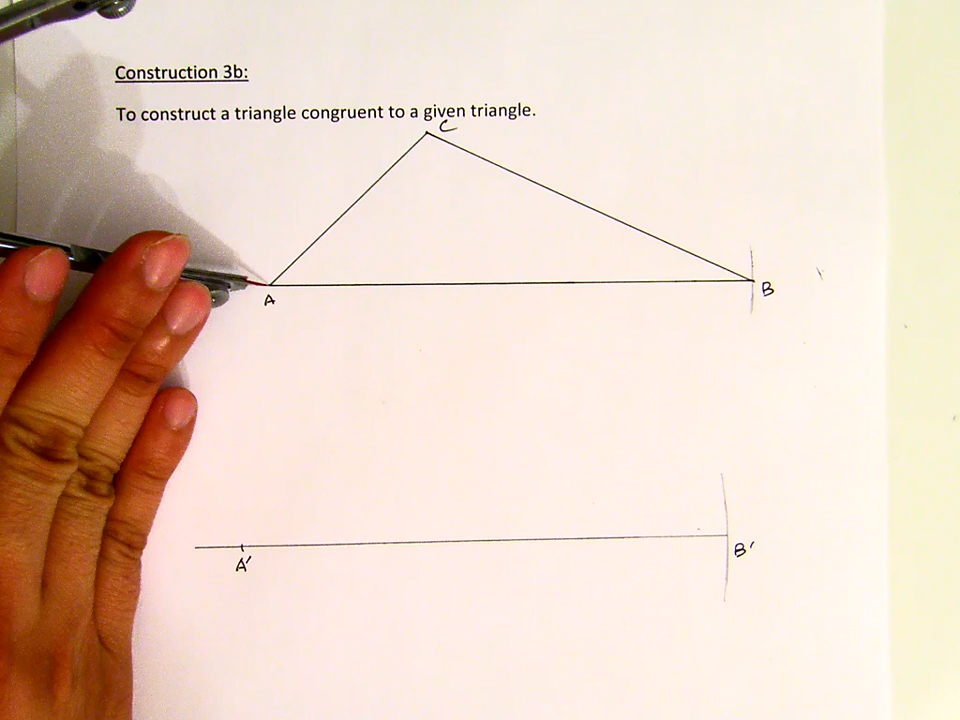 Construction 3b:
To construct a triangle congruent to a given triangle.
C
A
B
A'
B'